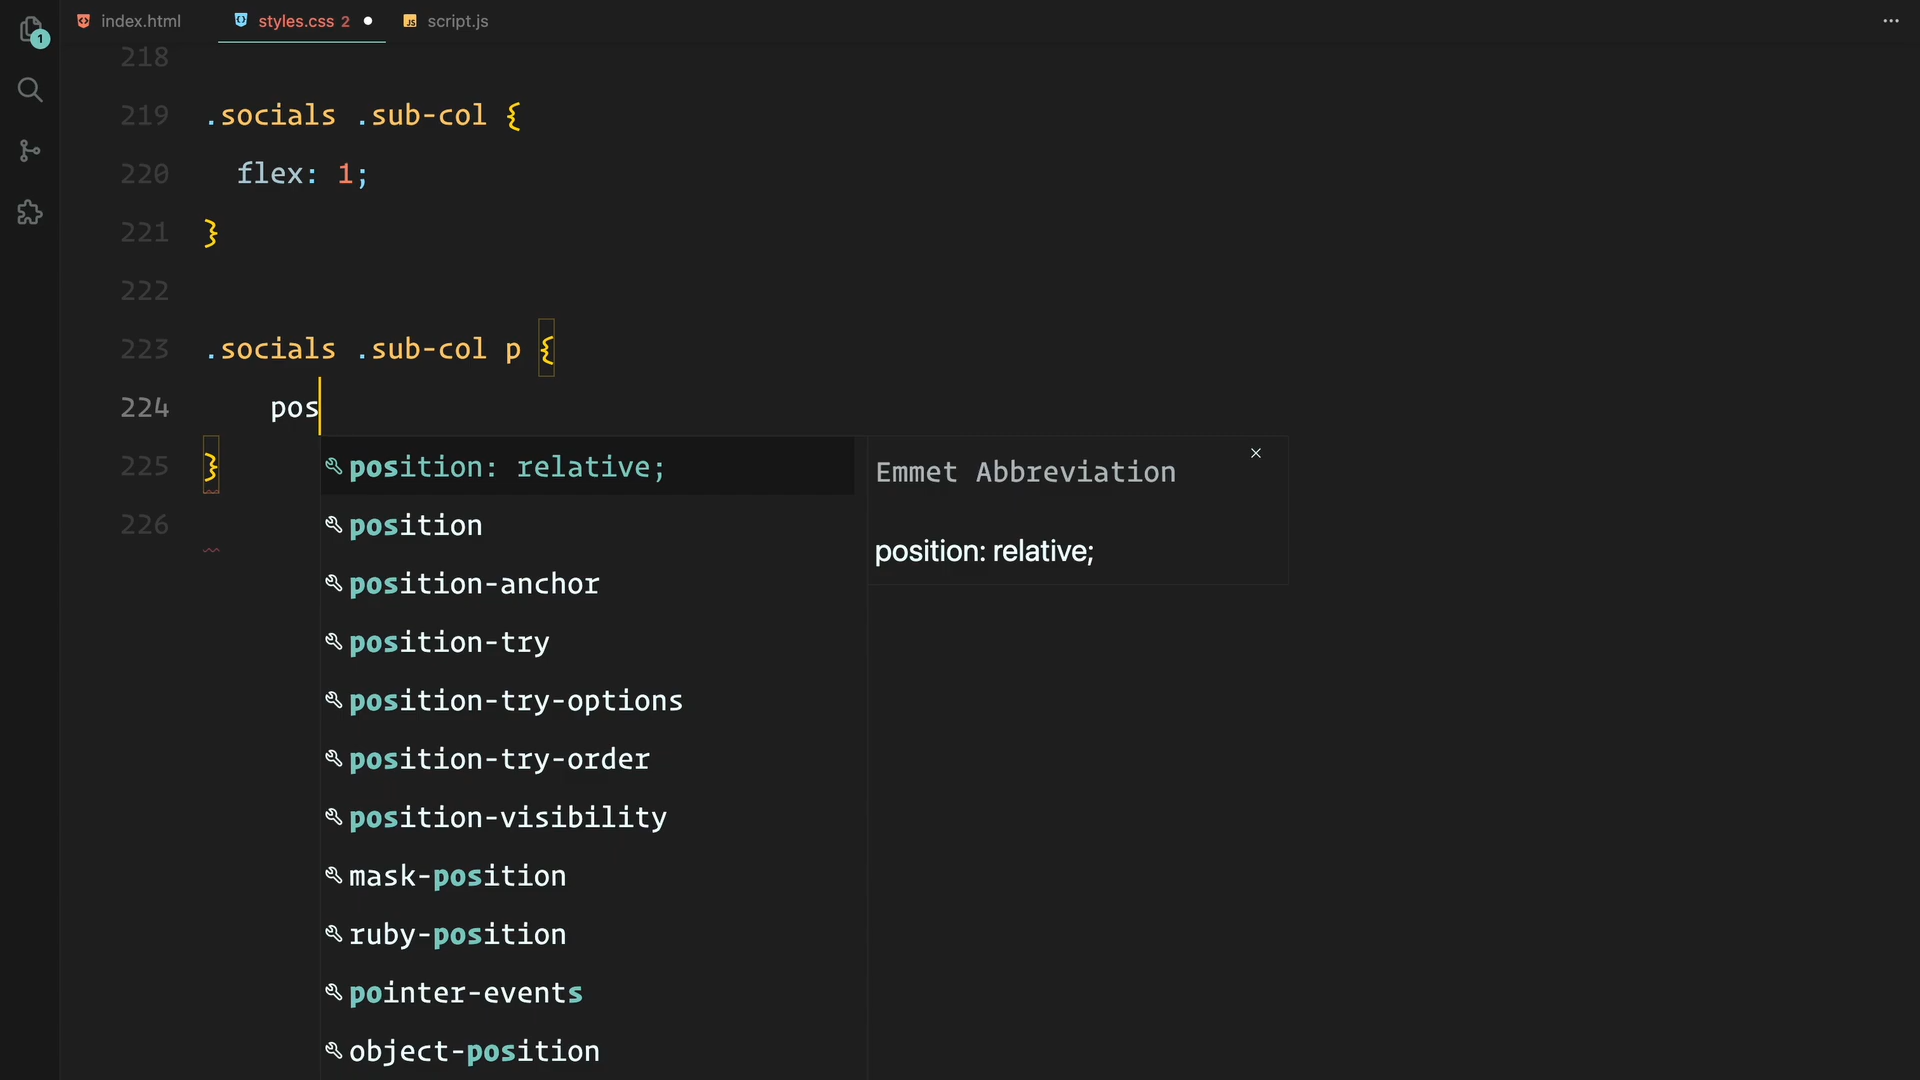 index.html
styles.css 2
JS script.js
1
218
219 .socials .sub-col {
220 flex: 1;
221 }
222
223 .socials .sub-col p {
224 pos
225 }
226
position: relative;
position
position-anchor
position-try
position-try-options
position-try-order
position-visibility
mask-position
ruby-position
pointer-events
object-position
Emmet Abbreviation
position: relative;